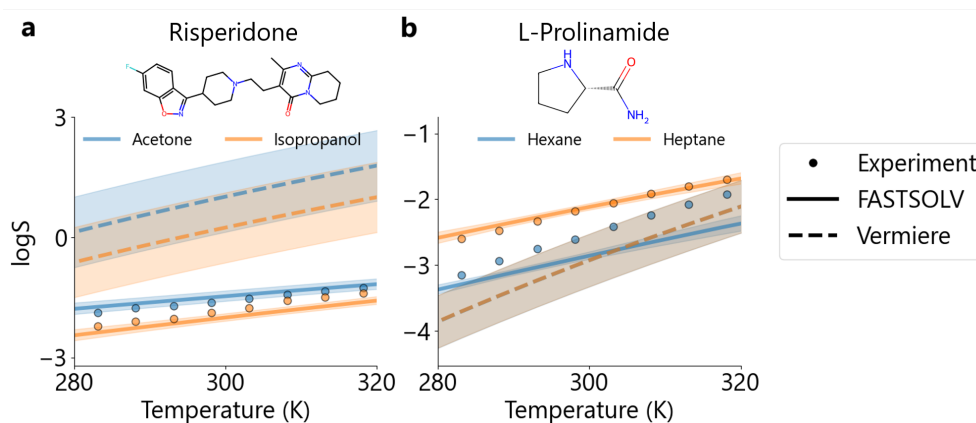 a
Risperidone
F
N
N
N
O
N
O
Acetone
Isopropanol
3
0
−3
logS
280
300
320
Temperature (K)
b
L-Prolinamide
H
N
O
NH2
Hexane
Heptane
−1
−2
−3
−4
280
300
320
Temperature (K)
Experiment
FASTSOLV
Vermiere